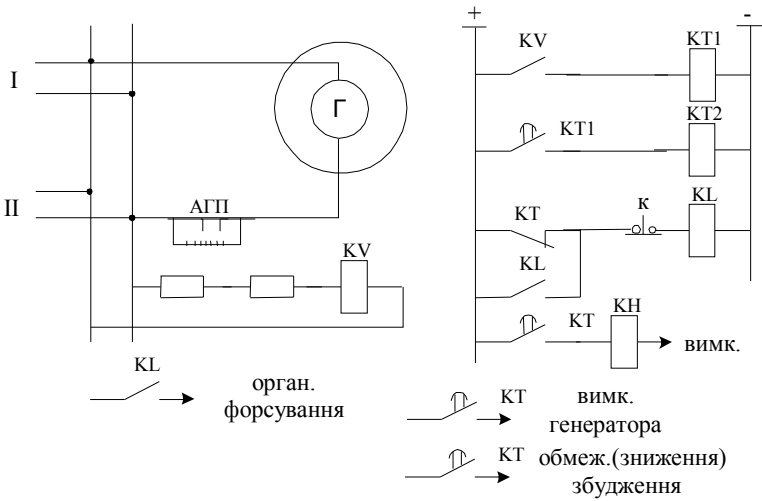 I
II
Г
АГП
KV
KL
орган.
форсування
+
-
KV
KT1
KT1
KT2
KT
к
KL
KL
KT
KH
вимк.
KT
вимк.
генератора
KT
обмеж.(зниження)
збудження